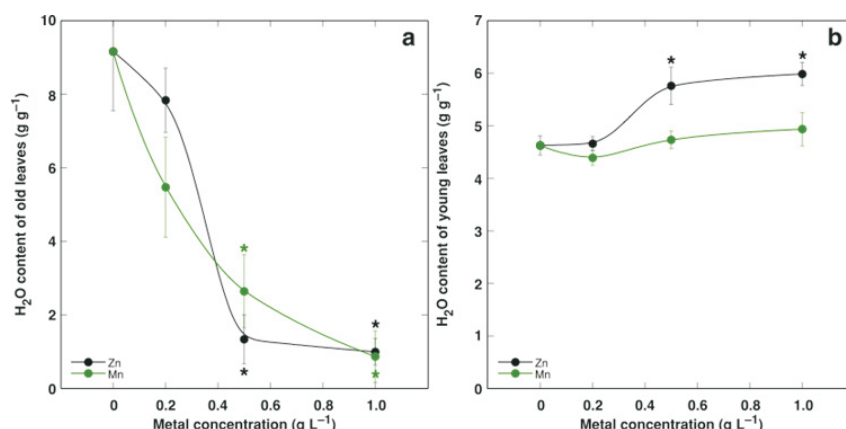 a
H₂O content of old leaves (g g⁻¹)
10
8
6
4
2
0
*
*
*
*
Zn
Mn
0 0.2 0.4 0.6 0.8 1.0
Metal concentration (g L⁻¹)
b
H₂O content of young leaves (g g⁻¹)
7
6
5
4
3
2
1
0
* *
Zn
Mn
0 0.2 0.4 0.6 0.8 1.0
Metal concentration (g L⁻¹)